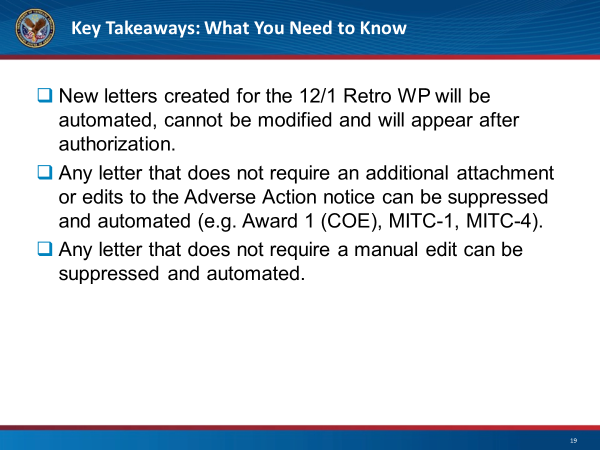 Key Takeaways: What You Need to Know
New letters created for the 12/1 Retro WP will be
automated, cannot be modified and will appear after
authorization.
Any letter that does not require an additional attachment
or edits to the Adverse Action notice can be suppressed
and automated (e.g. Award 1 (COE), MITC-1, MITC-4).
Any letter that does not require a manual edit can be
suppressed and automated.
19